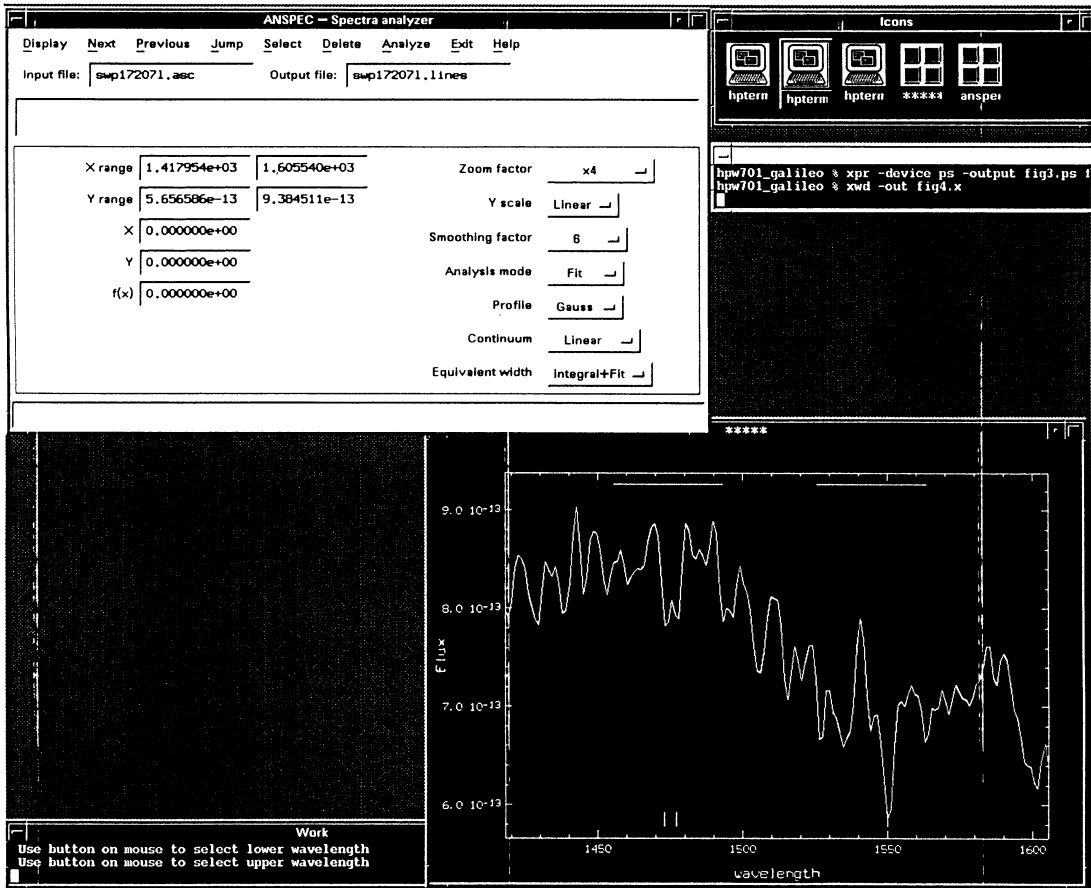 ANSPEC — Spectra analyzer
Display Next Previous Jump Select Delete Analyze Exit Help
Input file: swp17207l.asc Output file: swp17207l.lines
X range 1.417954e+03 1.605540e+03
Y range 5.656586e-13 9.384511e-13
X 0.000000e+00
Y 0.000000e+00
f(x) 0.000000e+00
Zoom factor x4
Y scale Linear
Smoothing factor 6
Analysis mode Fit
Profile Gauss
Continuum Linear
Equivalent width integral+Fit
Icons
hpterm hpterm hpterm ***** anspec
hpw701_galileo % xpr -device ps -output fig3.ps f
hpw701_galileo % xwd -out fig4.x
*****
9.0 10-13
8.0 10-13
7.0 10-13
6.0 10-13
Flux
1450 1500 1550 1600
wavelength
Work
Use button on mouse to select lower wavelength
Use button on mouse to select upper wavelength